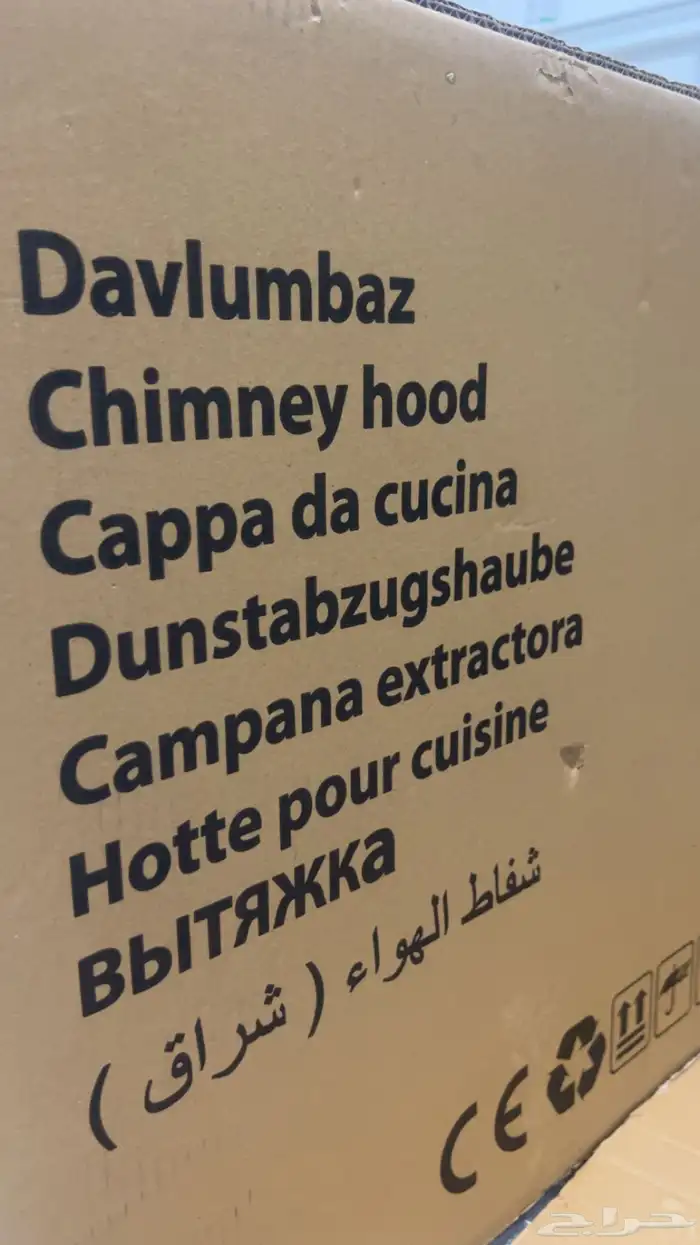 Davlumbaz
Chimney hood
Cappa da cucina
Dunstabzugshaube
Campana extractora
Hotte pour cuisine
ВЫТЯЖКа
شفاط الهواء ( شراق )
CE
حراج